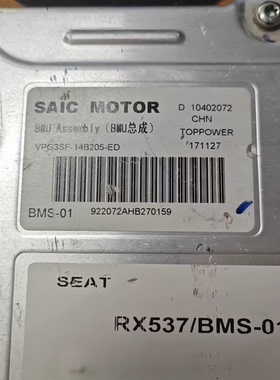 SAIC MOTOR
D 10402072
CHN
BMU Assembly (BMU总成)
TOPPOWER
VPG3SF-14B205-ED
171127
BMS-01
922072AHB270159
SEAT
RX537/BMS-01